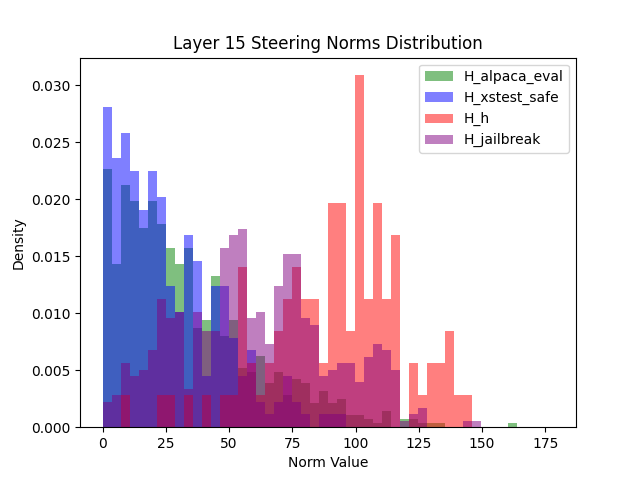 Layer 15 Steering Norms Distribution
H_alpaca_eval
H_xstest_safe
H_h
H_jailbreak
0.030
0.025
0.020
0.015
0.010
0.005
0.000
Density
0 25 50 75 100 125 150 175
Norm Value